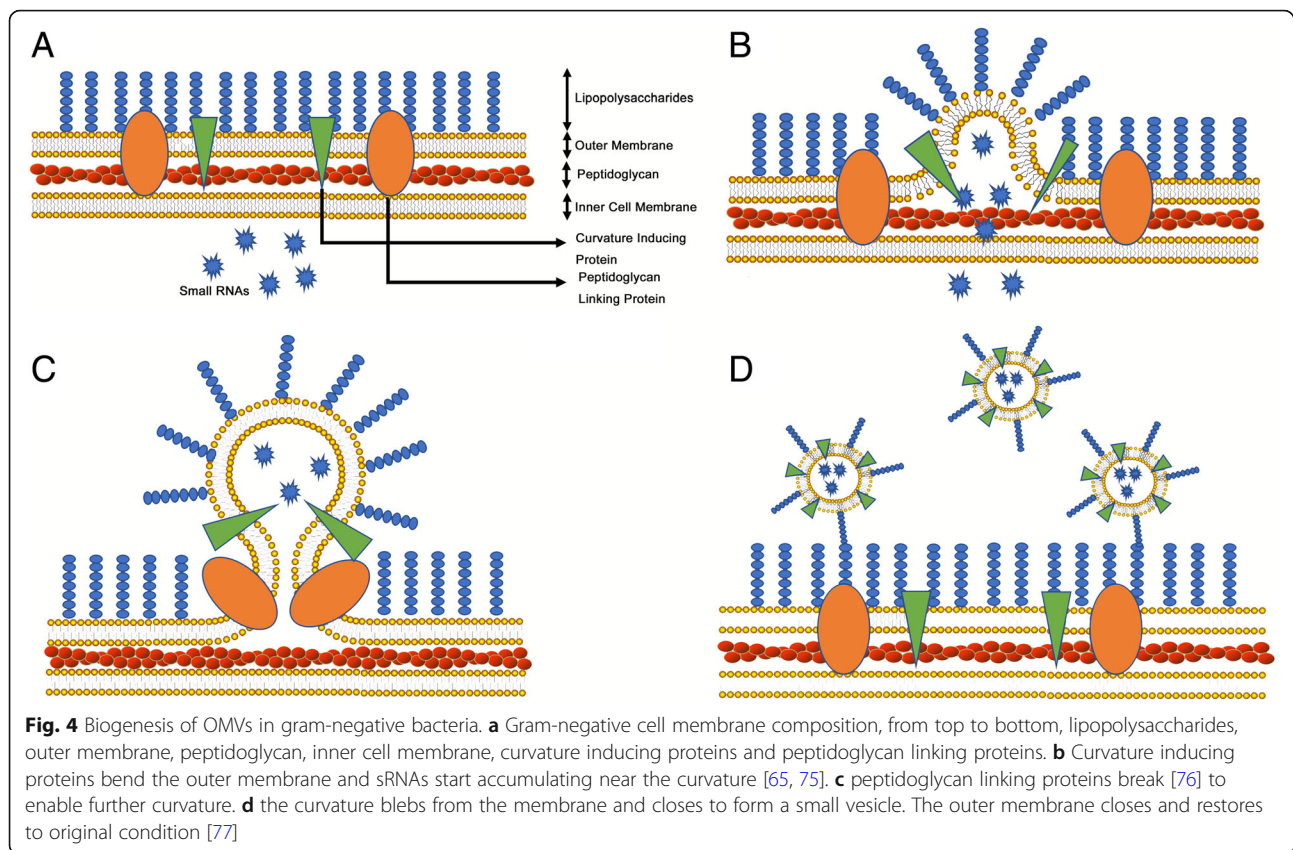 A
Lipopolysaccharides
Outer Membrane
Peptidoglycan
Inner Cell Membrane
Curvature Inducing
Protein
Peptidoglycan
Linking Protein
Small RNAs
B
C
D
Fig. 4 Biogenesis of OMVs in gram-negative bacteria. a Gram-negative cell membrane composition, from top to bottom, lipopolysaccharides,
outer membrane, peptidoglycan, inner cell membrane, curvature inducing proteins and peptidoglycan linking proteins. b Curvature inducing
proteins bend the outer membrane and sRNAs start accumulating near the curvature [65, 75]. c peptidoglycan linking proteins break [76] to
enable further curvature. d the curvature blebs from the membrane and closes to form a small vesicle. The outer membrane closes and restores
to original condition [77]